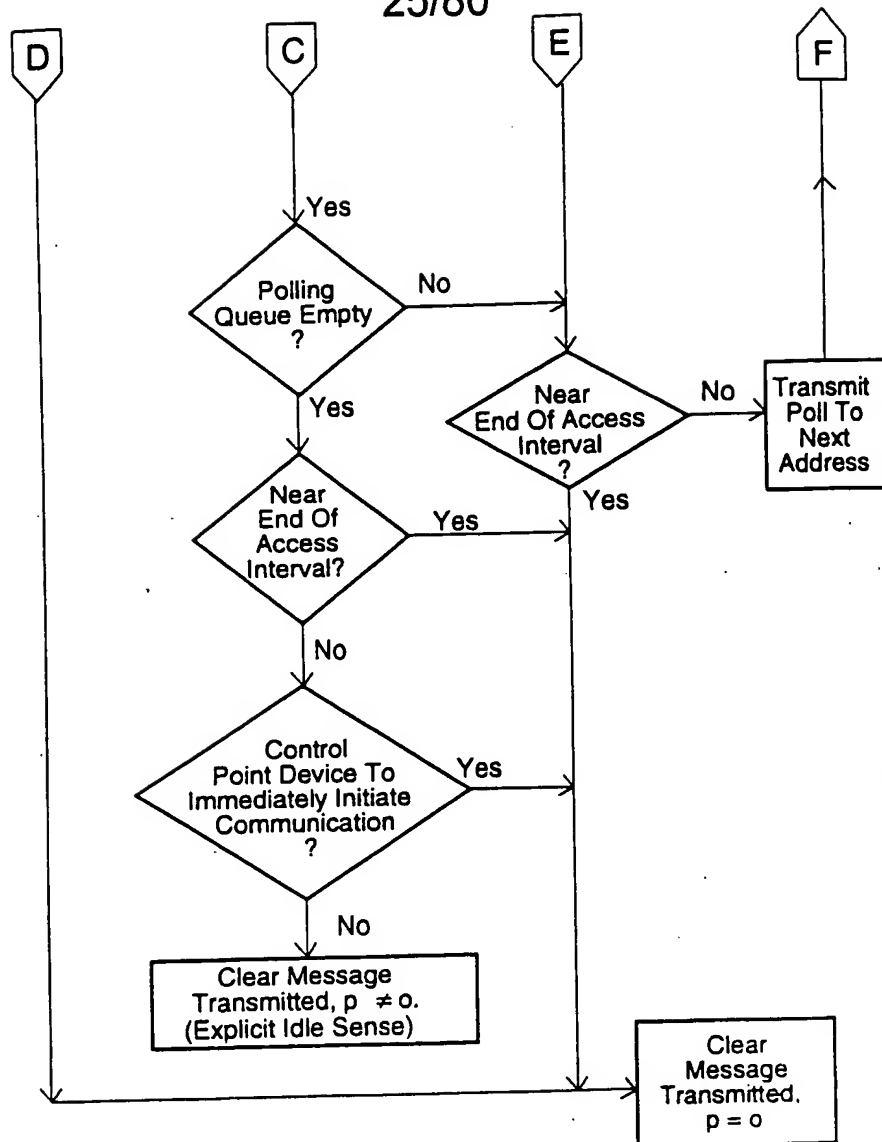 25/80
D
C
E
F
Yes
Polling
Queue Empty
?
No
Yes
Near
End Of Access
Interval
?
No
Transmit
Poll To
Next
Address
Yes
Near
End Of
Access
Interval?
Yes
No
Control
Point Device To
Immediately Initiate
Communication
?
Yes
No
Clear Message
Transmitted, p ≠ o.
(Explicit Idle Sense)
Clear
Message
Transmitted,
p = o